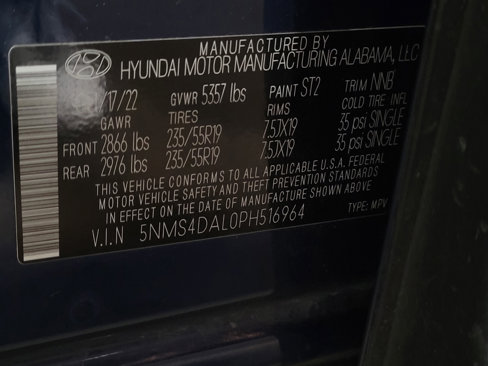 MANUFACTURED BY
HYUNDAI MOTOR MANUFACTURING ALABAMA, LLC
/17/22 GVWR 5357 lbs PAINT ST2 TRIM NNB
GAWR TIRES RIMS COLD TIRE INFL
FRONT 2866 lbs 235/55R19 7.5JX19 35 psi SINGLE
REAR 2976 lbs 235/55R19 7.5JX19 35 psi SINGLE
THIS VEHICLE CONFORMS TO ALL APPLICABLE U.S.A. FEDERAL
MOTOR VEHICLE SAFETY AND THEFT PREVENTION STANDARDS
IN EFFECT ON THE DATE OF MANUFACTURE SHOWN ABOVE
V.I.N 5NMS4DAL0PH516964 TYPE: MPV